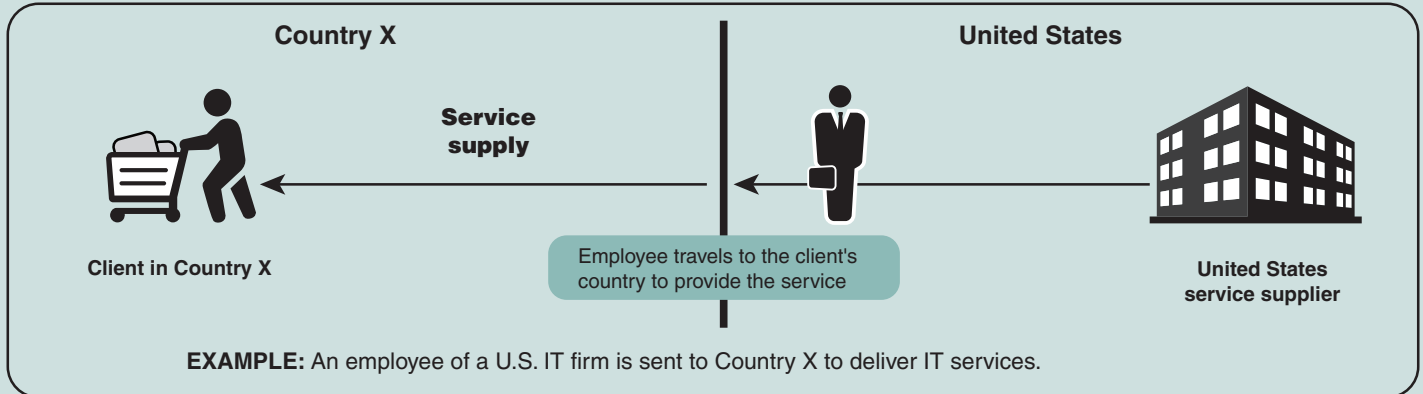 Country X
United States
Service
supply
Employee travels to the client's
country to provide the service
Client in Country X
United States
service supplier
EXAMPLE: An employee of a U.S. IT firm is sent to Country X to deliver IT services.